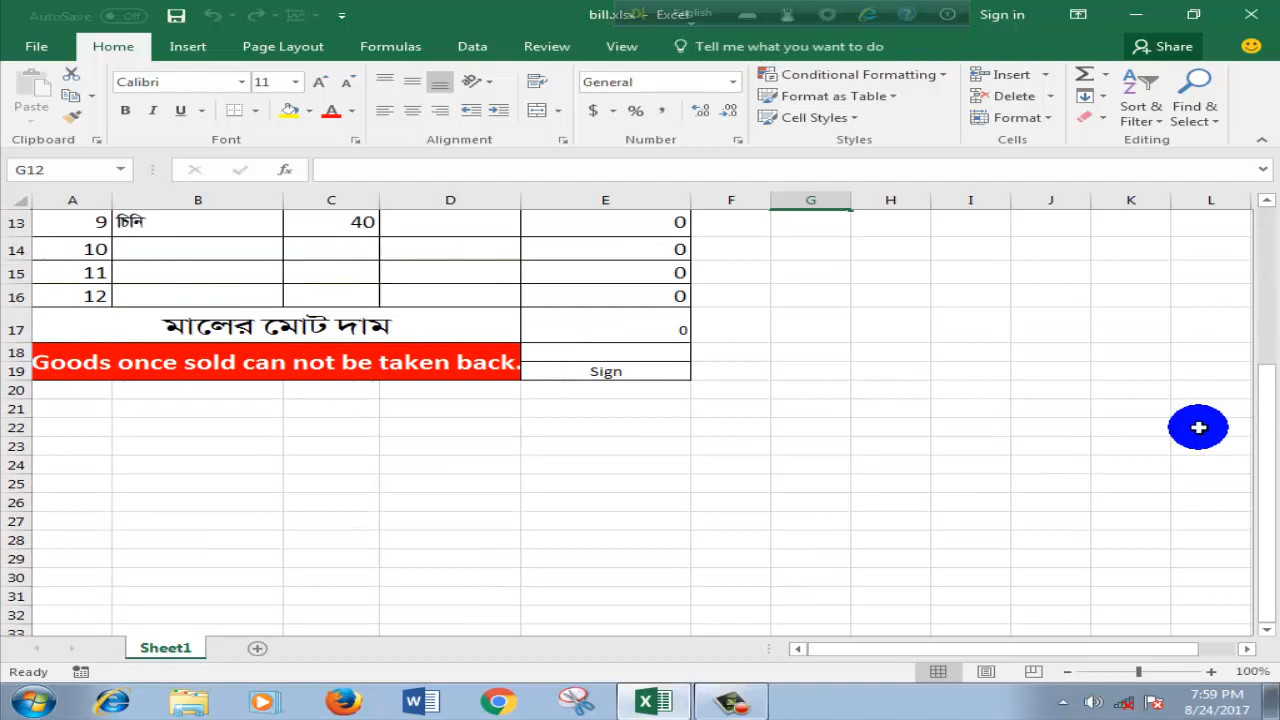 AutoSave Off
bill.xlsx - Excel
English
Sign in
File Home Insert Page Layout Formulas Data Review View Tell me what you want to do Share
Paste
Calibri 11
B I U A
General
$ % ,
Conditional Formatting
Format as Table
Cell Styles
Insert
Delete
Format
Sort & Filter
Find & Select
Clipboard Font Alignment Number Styles Cells Editing
G12 fx
A B C D E F G H I J K L
13 9 চিনি 40 0
14 10 0
15 11 0
16 12 0
17 মালের মোট দাম 0
18 Goods once sold can not be taken back.
19 Sign
20
21
22
23
24
25
26
27
28
29
30
31
32
33
Sheet1
Ready 100%
7:59 PM
8/24/2017